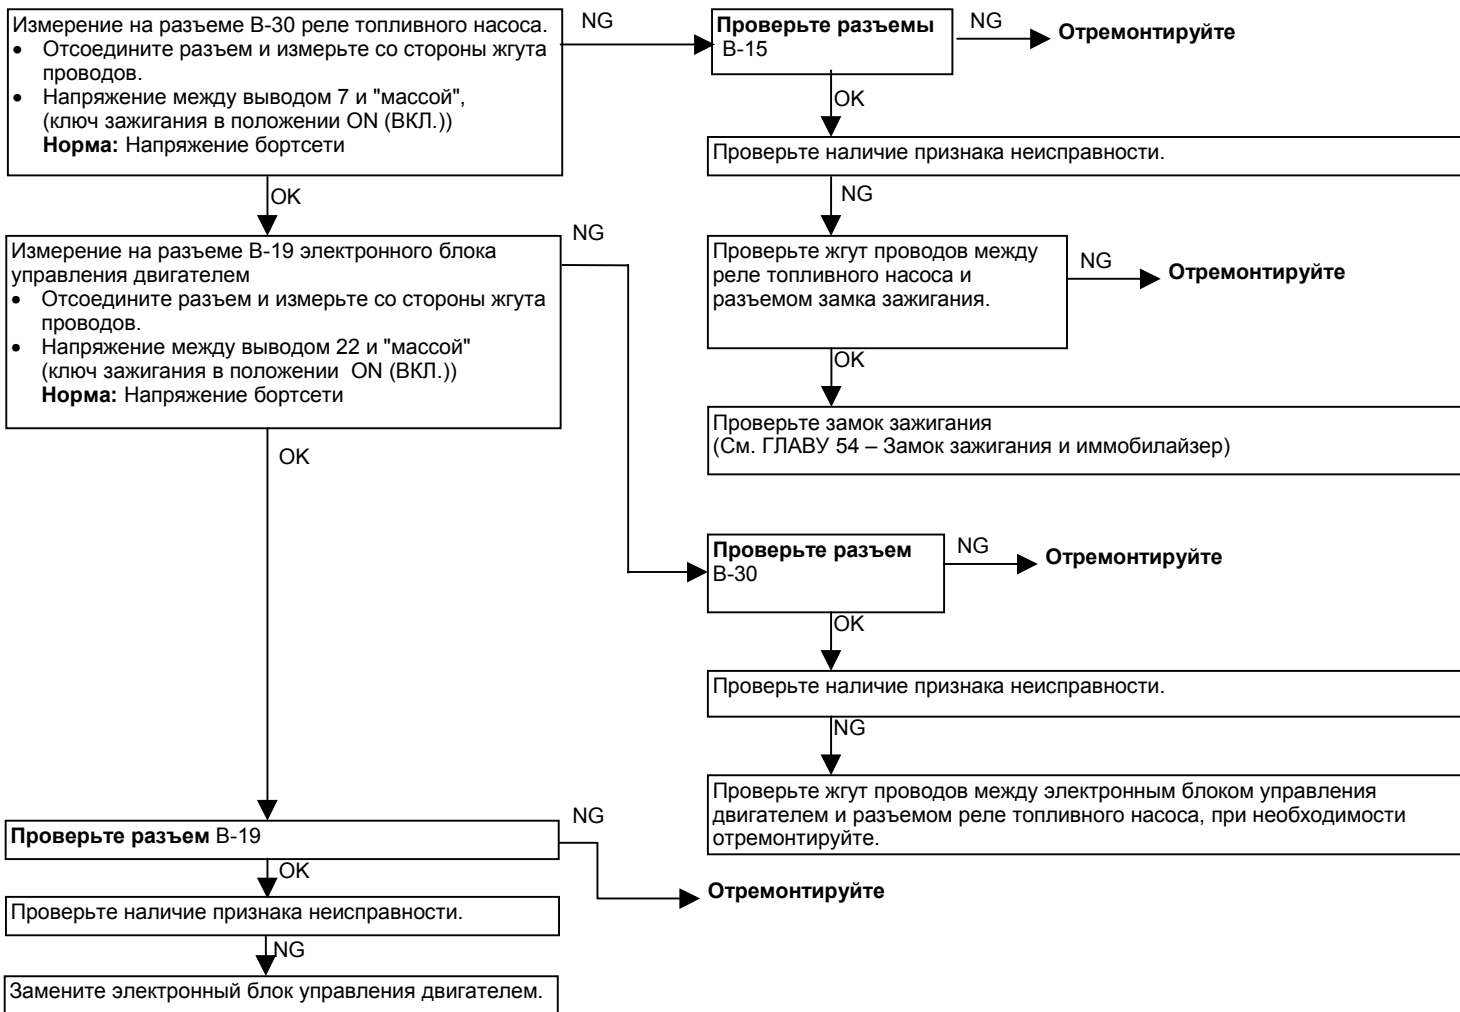 Измерение на разъеме В-30 реле топливного насоса.
• Отсоедините разъем и измерьте со стороны жгута
проводов.
• Напряжение между выводом 7 и "массой",
(ключ зажигания в положении ON (ВКЛ.))
Норма: Напряжение бортсети
NG
Проверьте разъемы
В-15
NG
Отремонтируйте
OK
Проверьте наличие признака неисправности.
NG
OK
Измерение на разъеме В-19 электронного блока
управления двигателем
• Отсоедините разъем и измерьте со стороны жгута
проводов.
• Напряжение между выводом 22 и "массой"
(ключ зажигания в положении ON (ВКЛ.))
Норма: Напряжение бортсети
NG
Проверьте жгут проводов между
реле топливного насоса и
разъемом замка зажигания.
NG
Отремонтируйте
OK
Проверьте замок зажигания
(См. ГЛАВУ 54 – Замок зажигания и иммобилайзер)
OK
Проверьте разъем
В-30
NG
Отремонтируйте
OK
Проверьте наличие признака неисправности.
NG
Проверьте жгут проводов между электронным блоком управления
двигателем и разъемом реле топливного насоса, при необходимости
отремонтируйте.
Проверьте разъем В-19
NG
Отремонтируйте
OK
Проверьте наличие признака неисправности.
NG
Замените электронный блок управления двигателем.